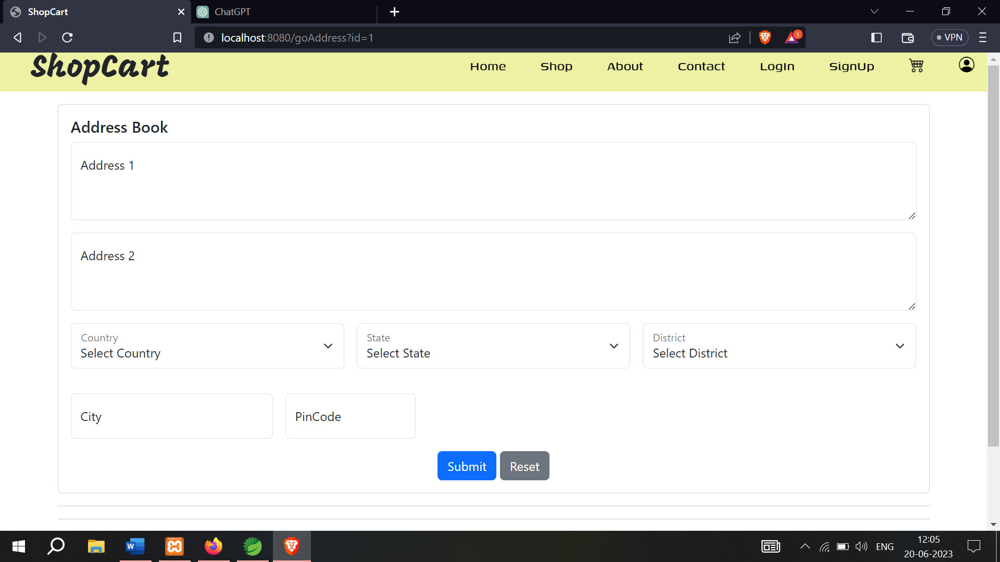 ShopCart
ChatGPT
localhost:8080/goAddress?id=1
5
VPN
ShopCart
Home Shop About Contact LogIn SignUp
Address Book
Address 1
Address 2
Country State District
Select Country Select State Select District
City PinCode
Submit Reset
W
ENG
12:05
20-06-2023